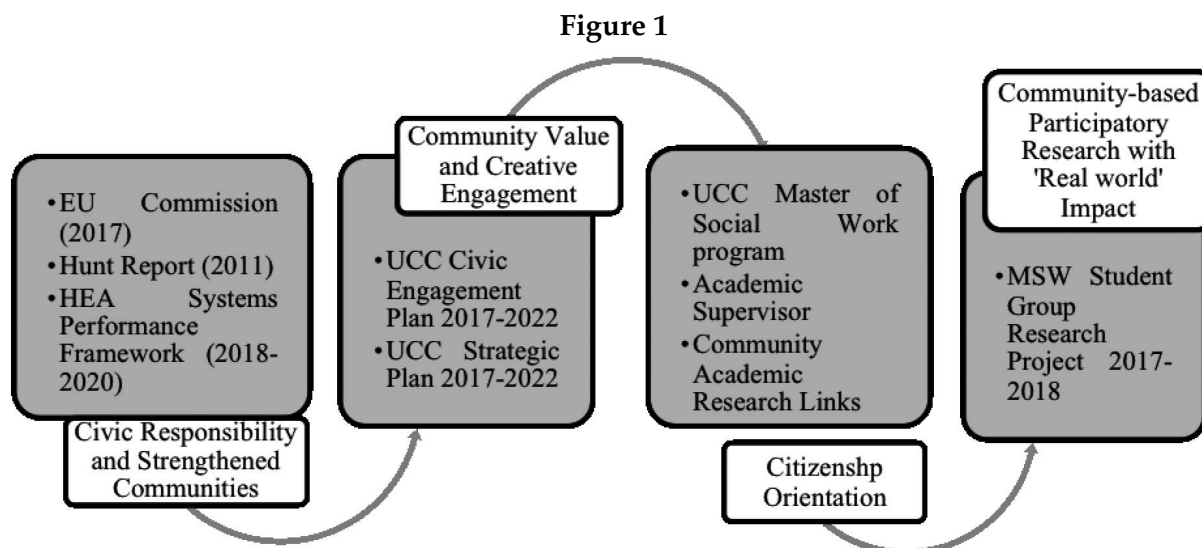 Figure 1
• EU Commission
(2017)
• Hunt Report (2011)
• HEA Systems
Performance
Framework (2018-
2020)
Civic Responsibility
and Strengthened
Communities
Community Value
and Creative
Engagement
• UCC Civic
Engagement
Plan 2017-2022
• UCC Strategic
Plan 2017-2022
• UCC Master of
Social Work
program
• Academic
Supervisor
• Community
Academic
Research Links
Citizenshp
Orientation
Community-based
Participatory
Research with
'Real world'
Impact
• MSW Student
Group
Research
Project 2017-
2018